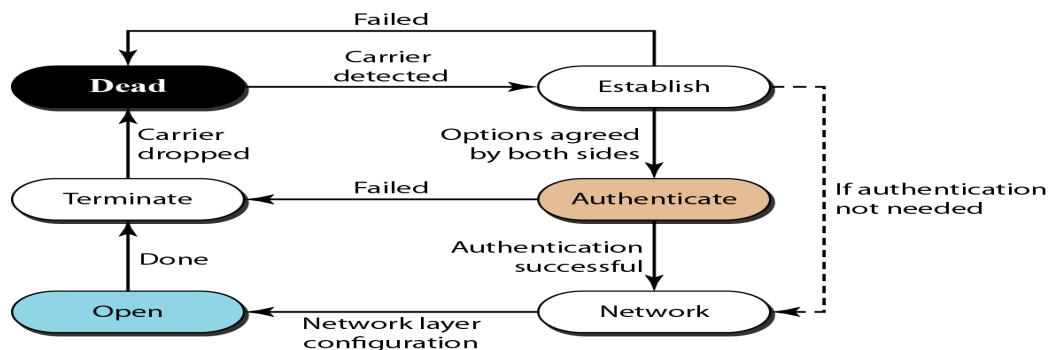 Failed
Dead
Carrier
detected
Establish
Carrier
dropped
Options agreed
by both sides
Terminate
Failed
Authenticate
If authentication
not needed
Done
Authentication
successful
Open
Network layer
configuration
Network